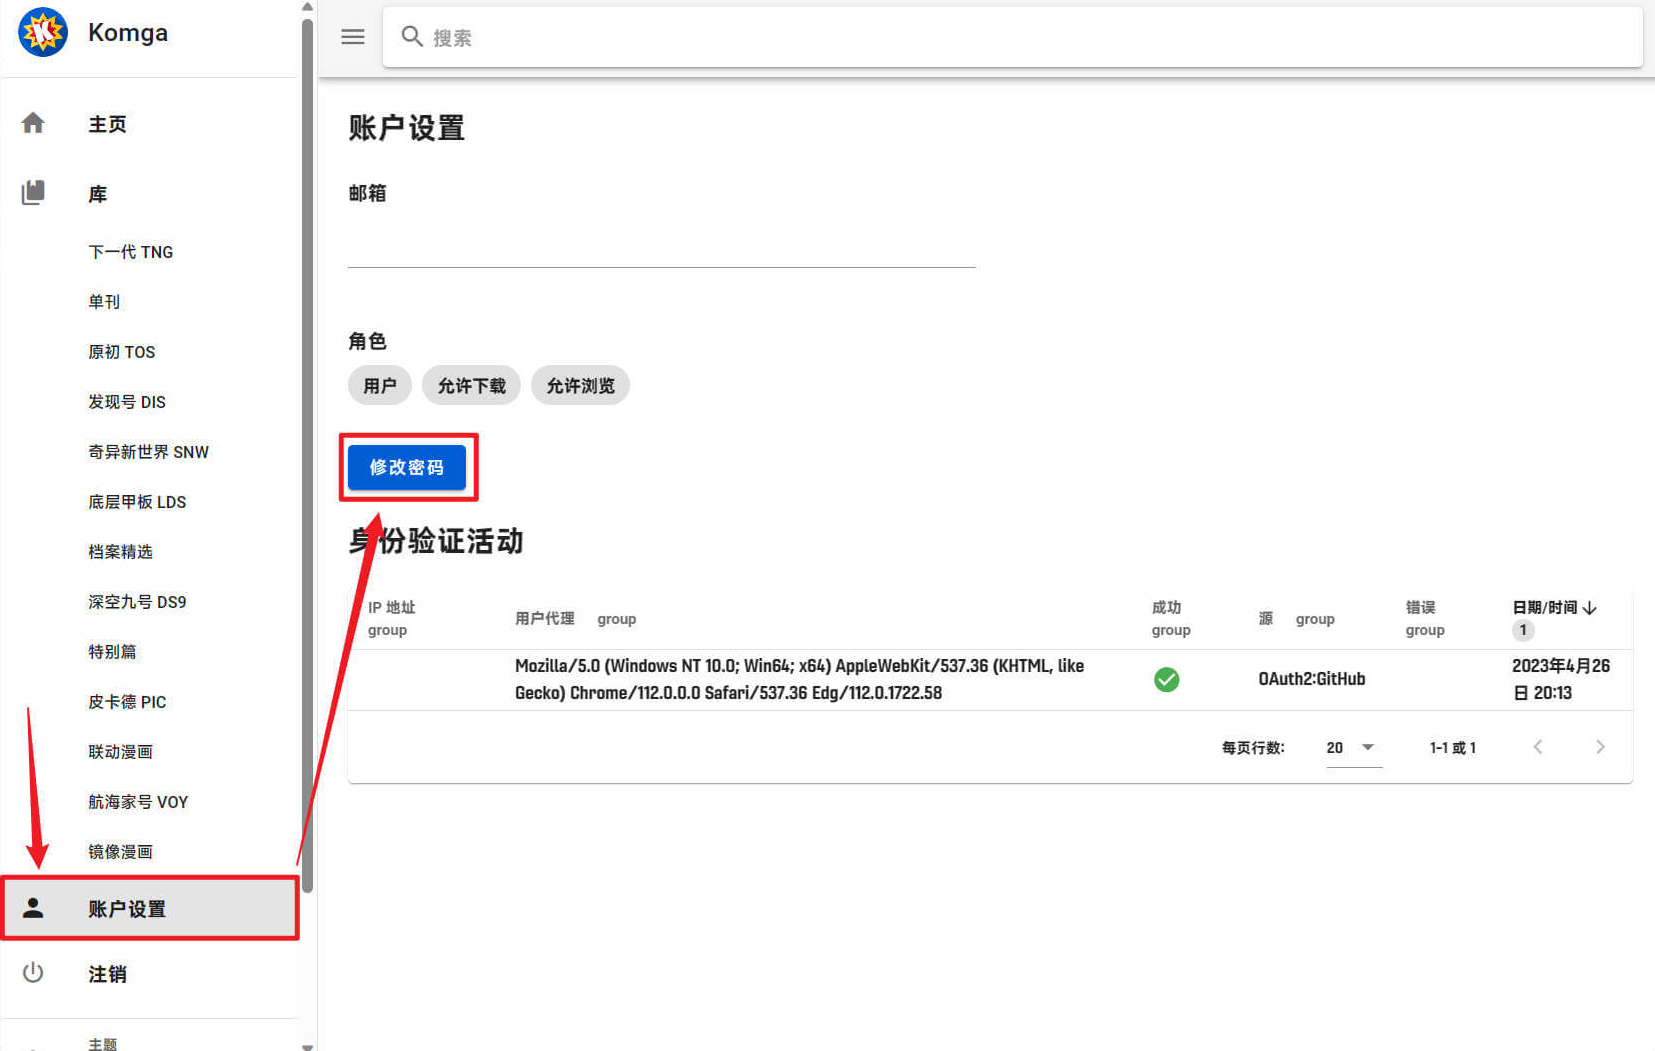 Komga
主页
库
下一代 TNG
单刊
原初 TOS
发现号 DIS
奇异新世界 SNW
底层甲板 LDS
档案精选
深空九号 DS9
特别篇
皮卡德 PIC
联动漫画
航海家号 VOY
镜像漫画
账户设置
注销
主题
搜索
账户设置
邮箱
角色
用户 允许下载 允许浏览
修改密码
身份验证活动
IP 地址 group 用户代理 group 成功 group 源 group 错误 group 日期/时间 1
Mozilla/5.0 (Windows NT 10.0; Win64; x64) AppleWebKit/537.36 (KHTML, like
Gecko) Chrome/112.0.0.0 Safari/537.36 Edg/112.0.1722.58
OAuth2:GitHub
2023年4月26
日 20:13
每页行数: 20 1-1 或 1